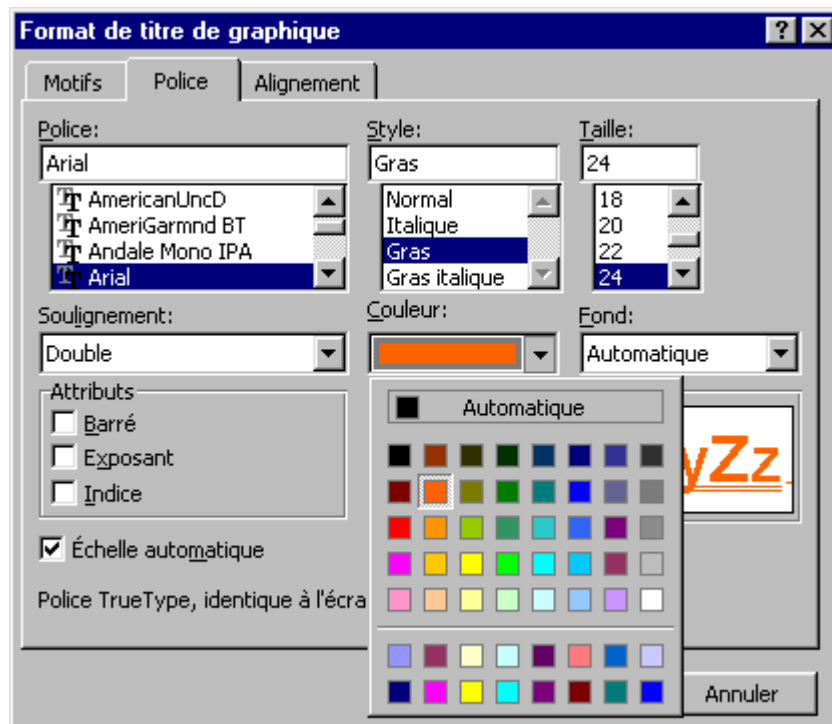 Format de titre de graphique
Motifs Police Alignement
Police: Style: Taille:
Arial Gras 24
AmericanUncD Normal 18
AmeriGarmnd BT Italique 20
Andale Mono IPA Gras 22
Arial Gras italique 24
Soulignement: Couleur: Fond:
Double Automatique
Attributs Automatique
Barré
Exposant yZz
Indice
Échelle automatique
Police TrueType, identique à l'écra
Annuler